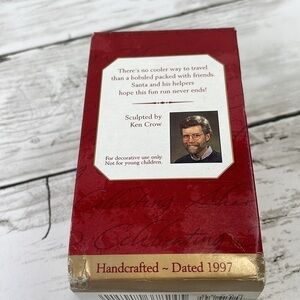 There's no cooler way to travel
than a bobsled packed with friends.
Santa and his helpers
hope this fun run never ends!
Sculpted by
Ken Crow
For decorative use only.
Not for young children.
Celebrating
Handcrafted ~ Dated 1997